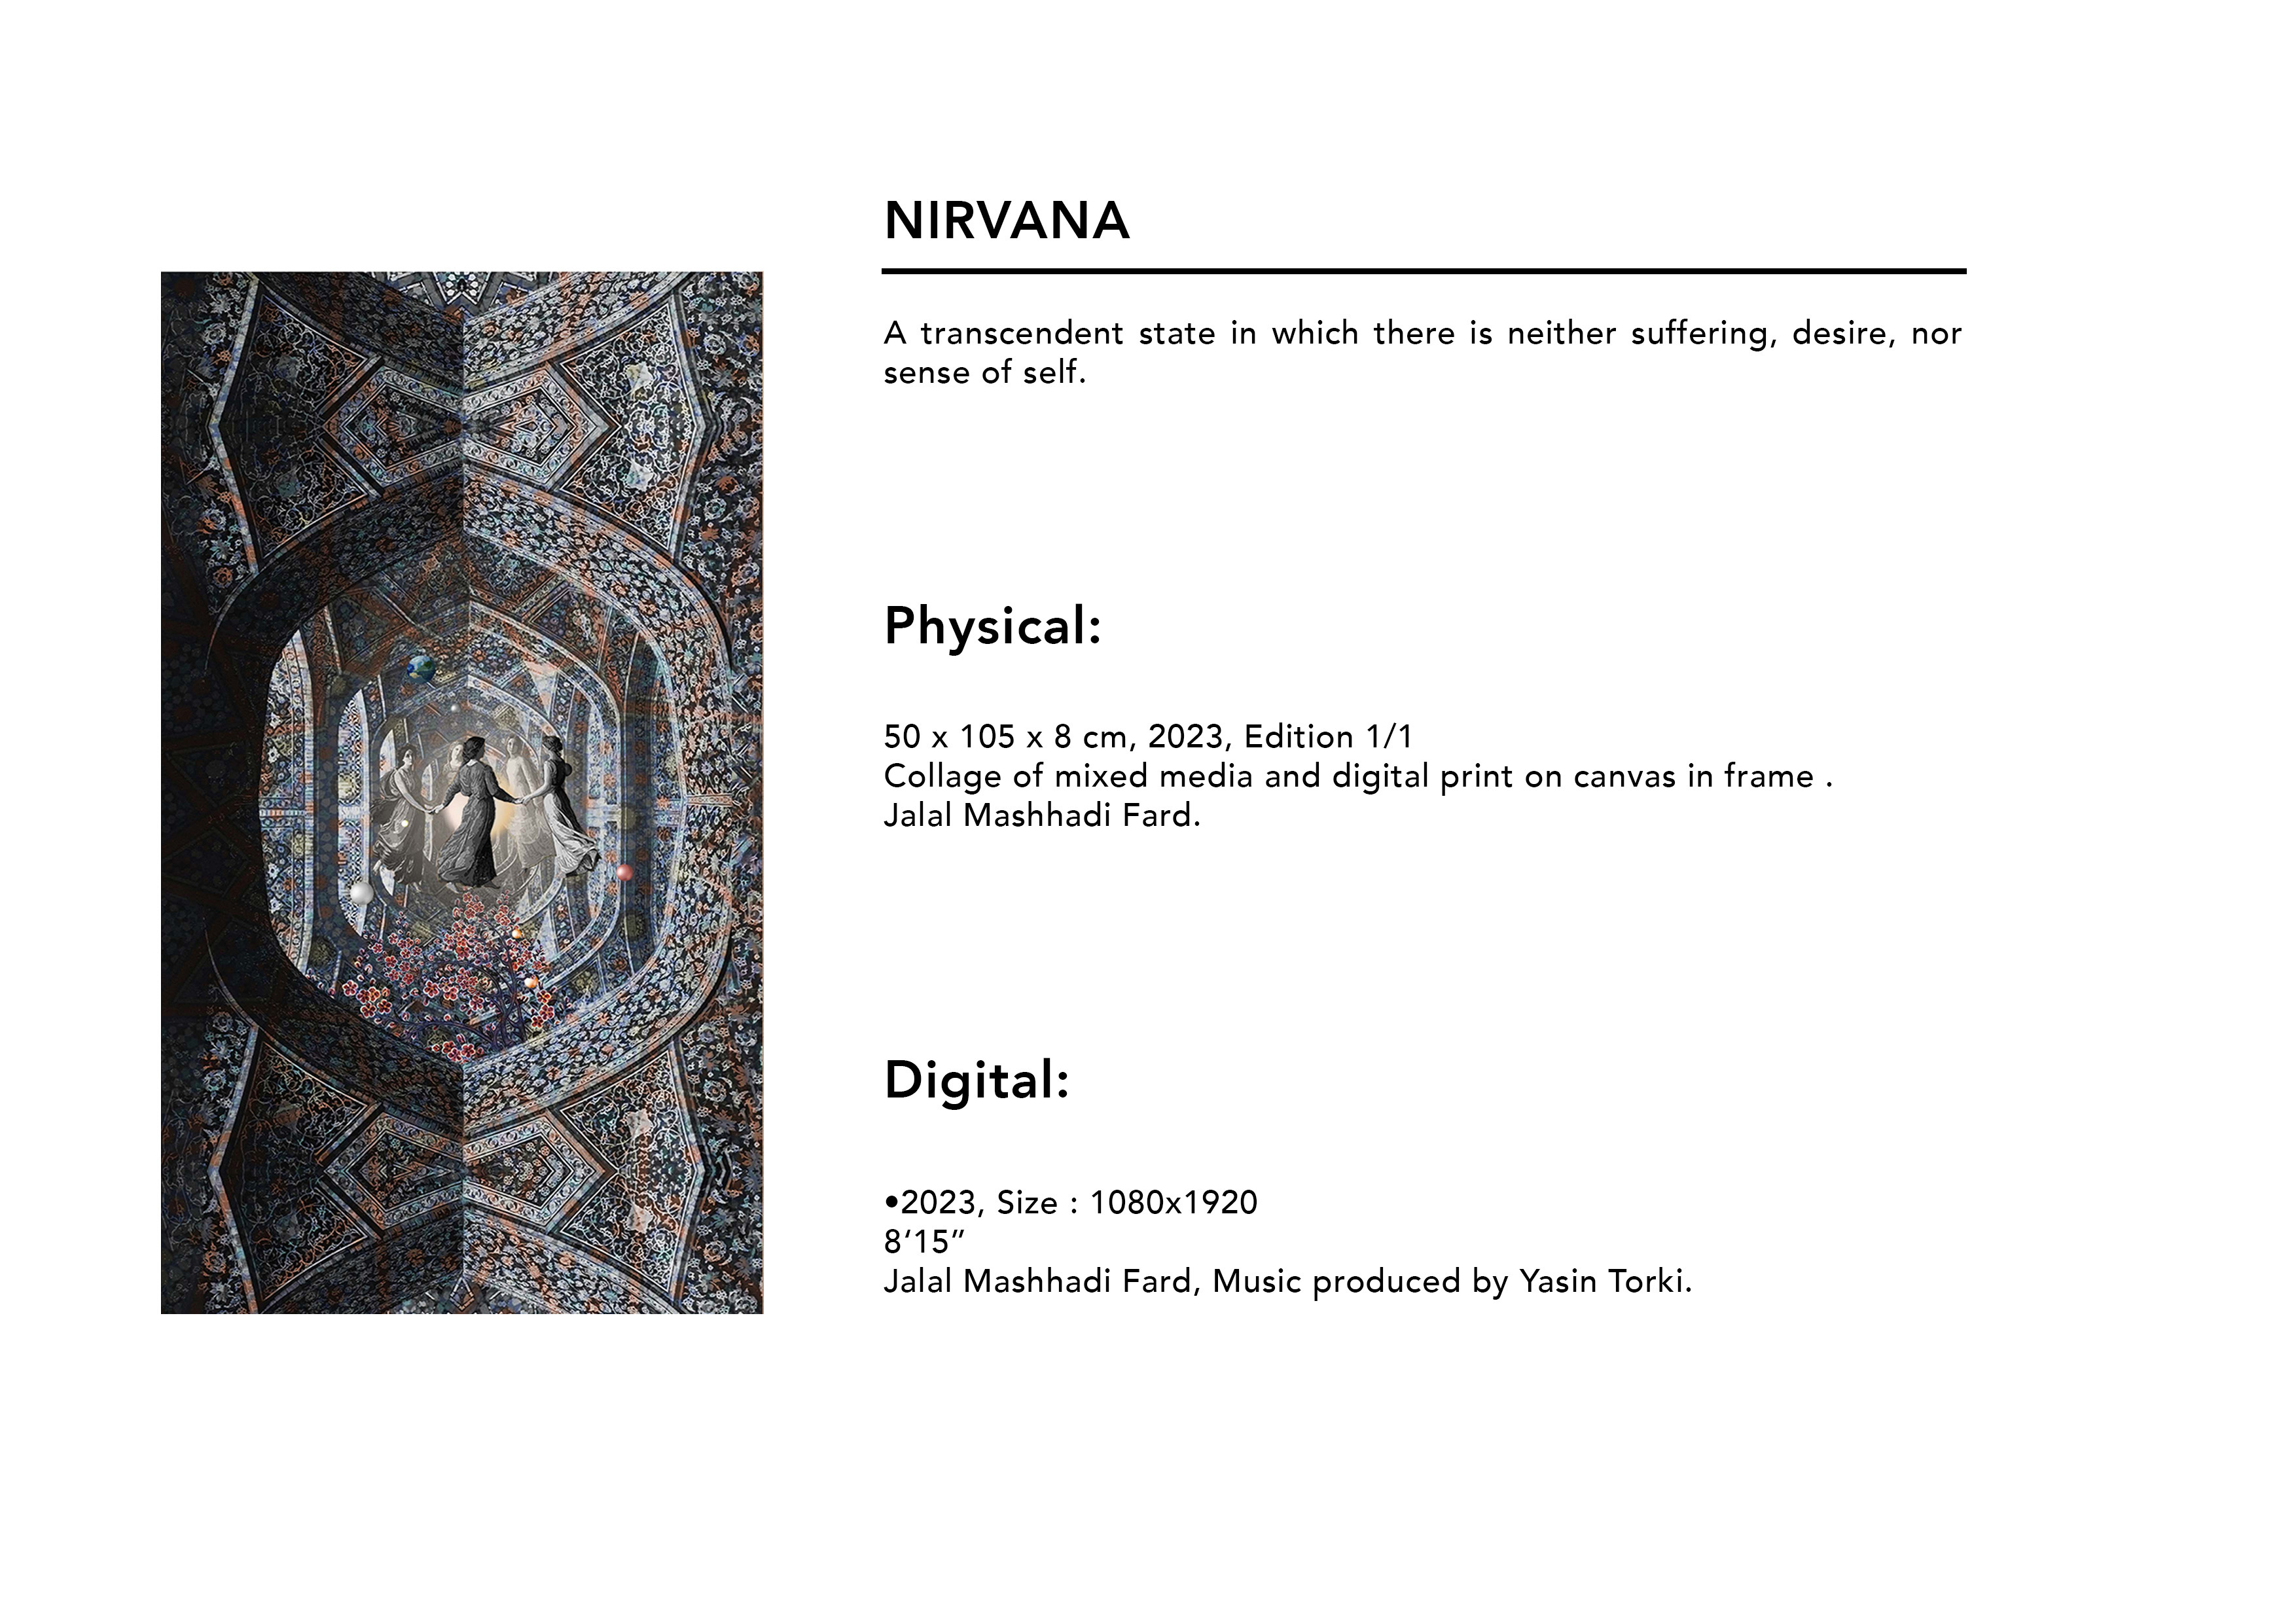 NIRVANA
A transcendent state in which there is neither suffering, desire, nor
sense of self.
Physical:
50 x 105 x 8 cm, 2023, Edition 1/1
Collage of mixed media and digital print on canvas in frame .
Jalal Mashhadi Fard.
Digital:
•2023, Size : 1080x1920
8‘15”
Jalal Mashhadi Fard, Music produced by Yasin Torki.